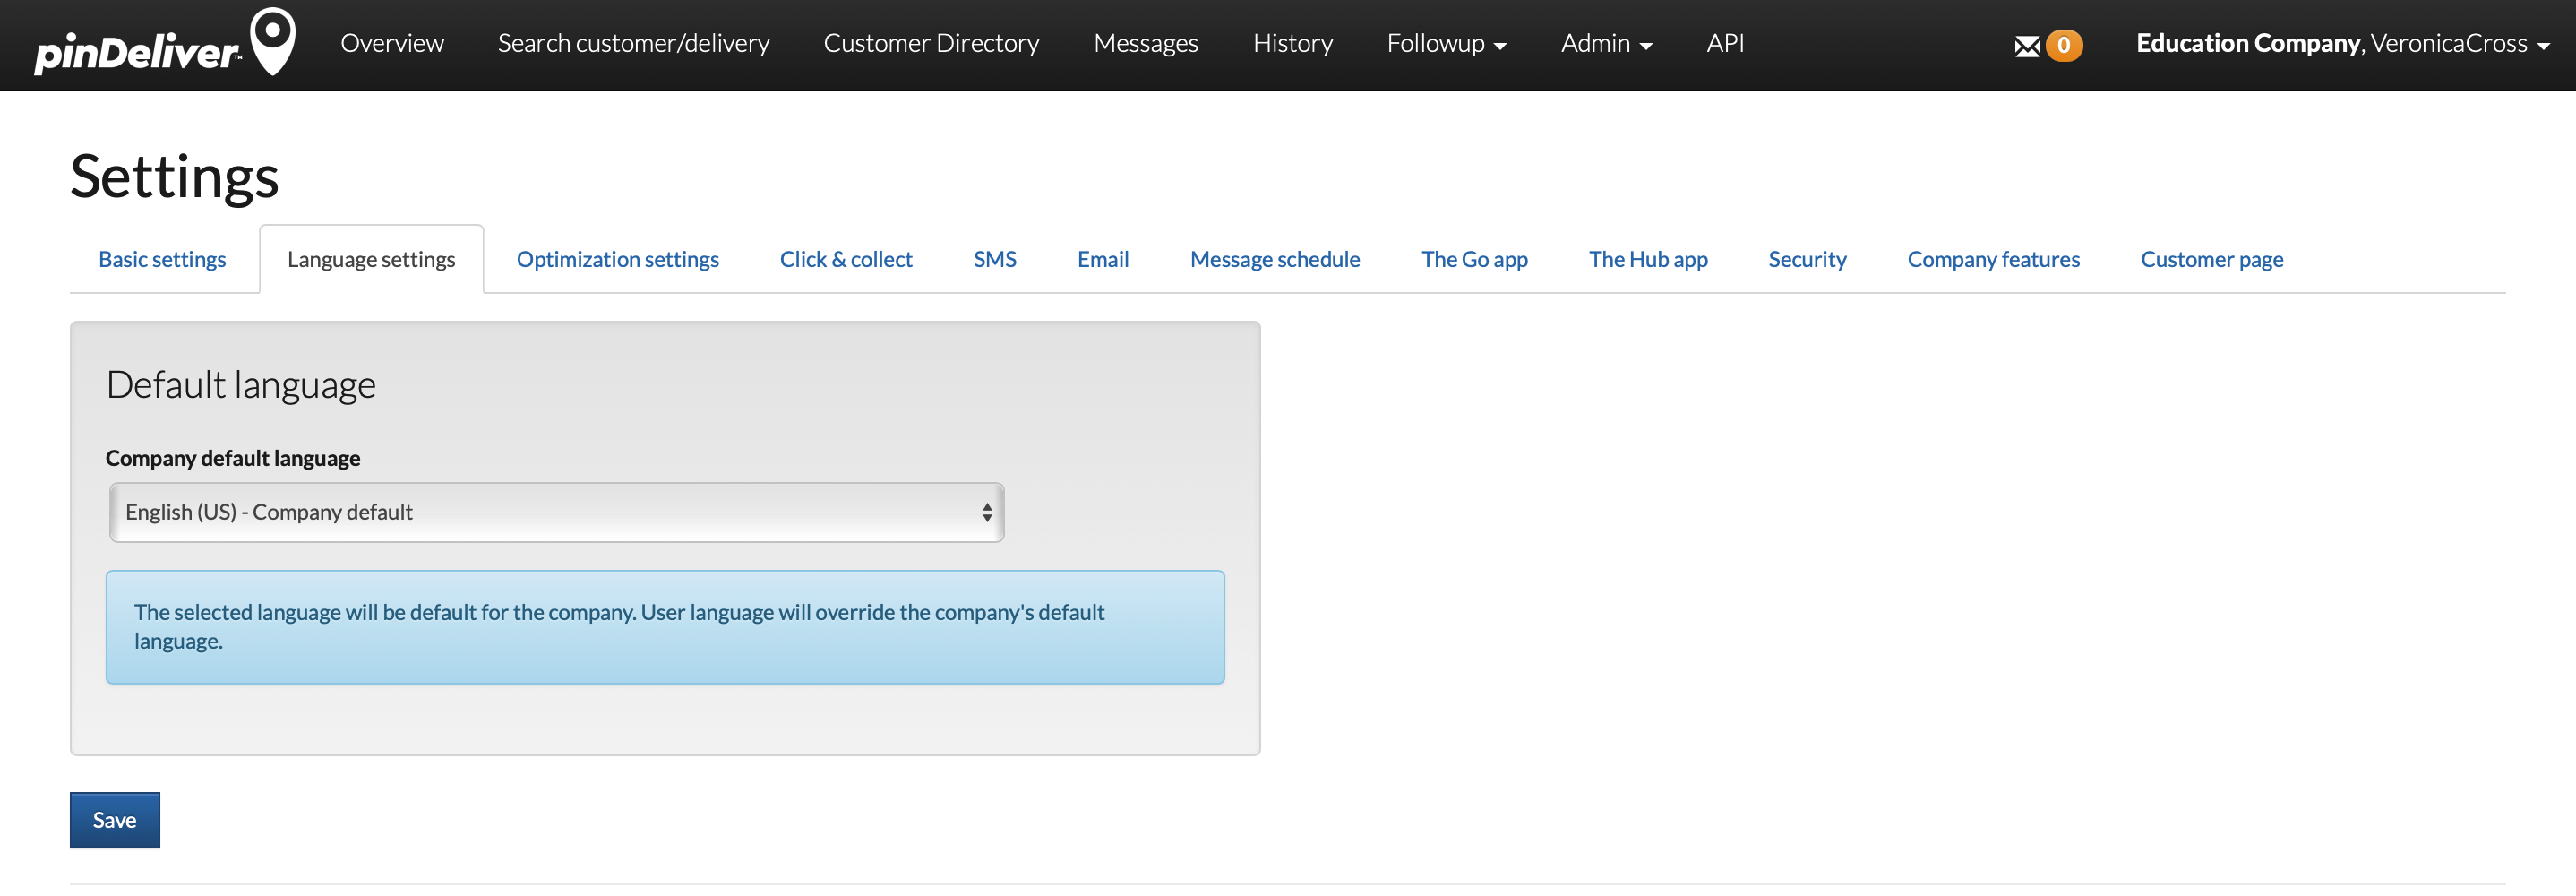 pinDeliver™ Overview Search customer/delivery Customer Directory Messages History Followup Admin API 0 Education Company, VeronicaCross
Settings
Basic settings Language settings Optimization settings Click & collect SMS Email Message schedule The Go app The Hub app Security Company features Customer page
Default language
Company default language
English (US) - Company default
The selected language will be default for the company. User language will override the company's default
language.
Save